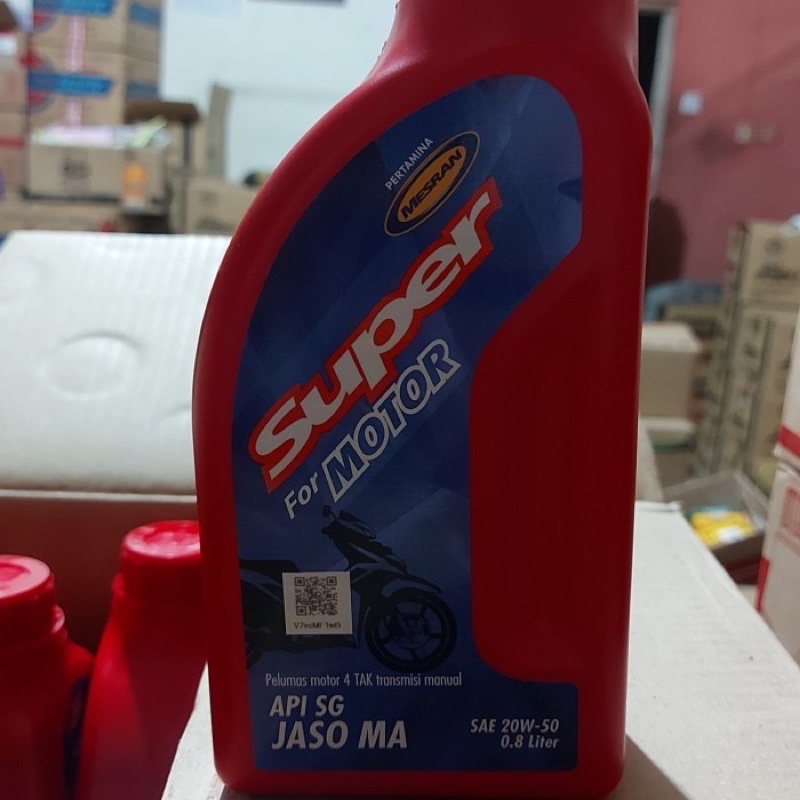 PERTAMINA
MESRAN
Super
For MOTOR
Pelumas motor 4 TAK transmisi manual
API SG
JASO MA
SAE 20W-50
0.8 Liter